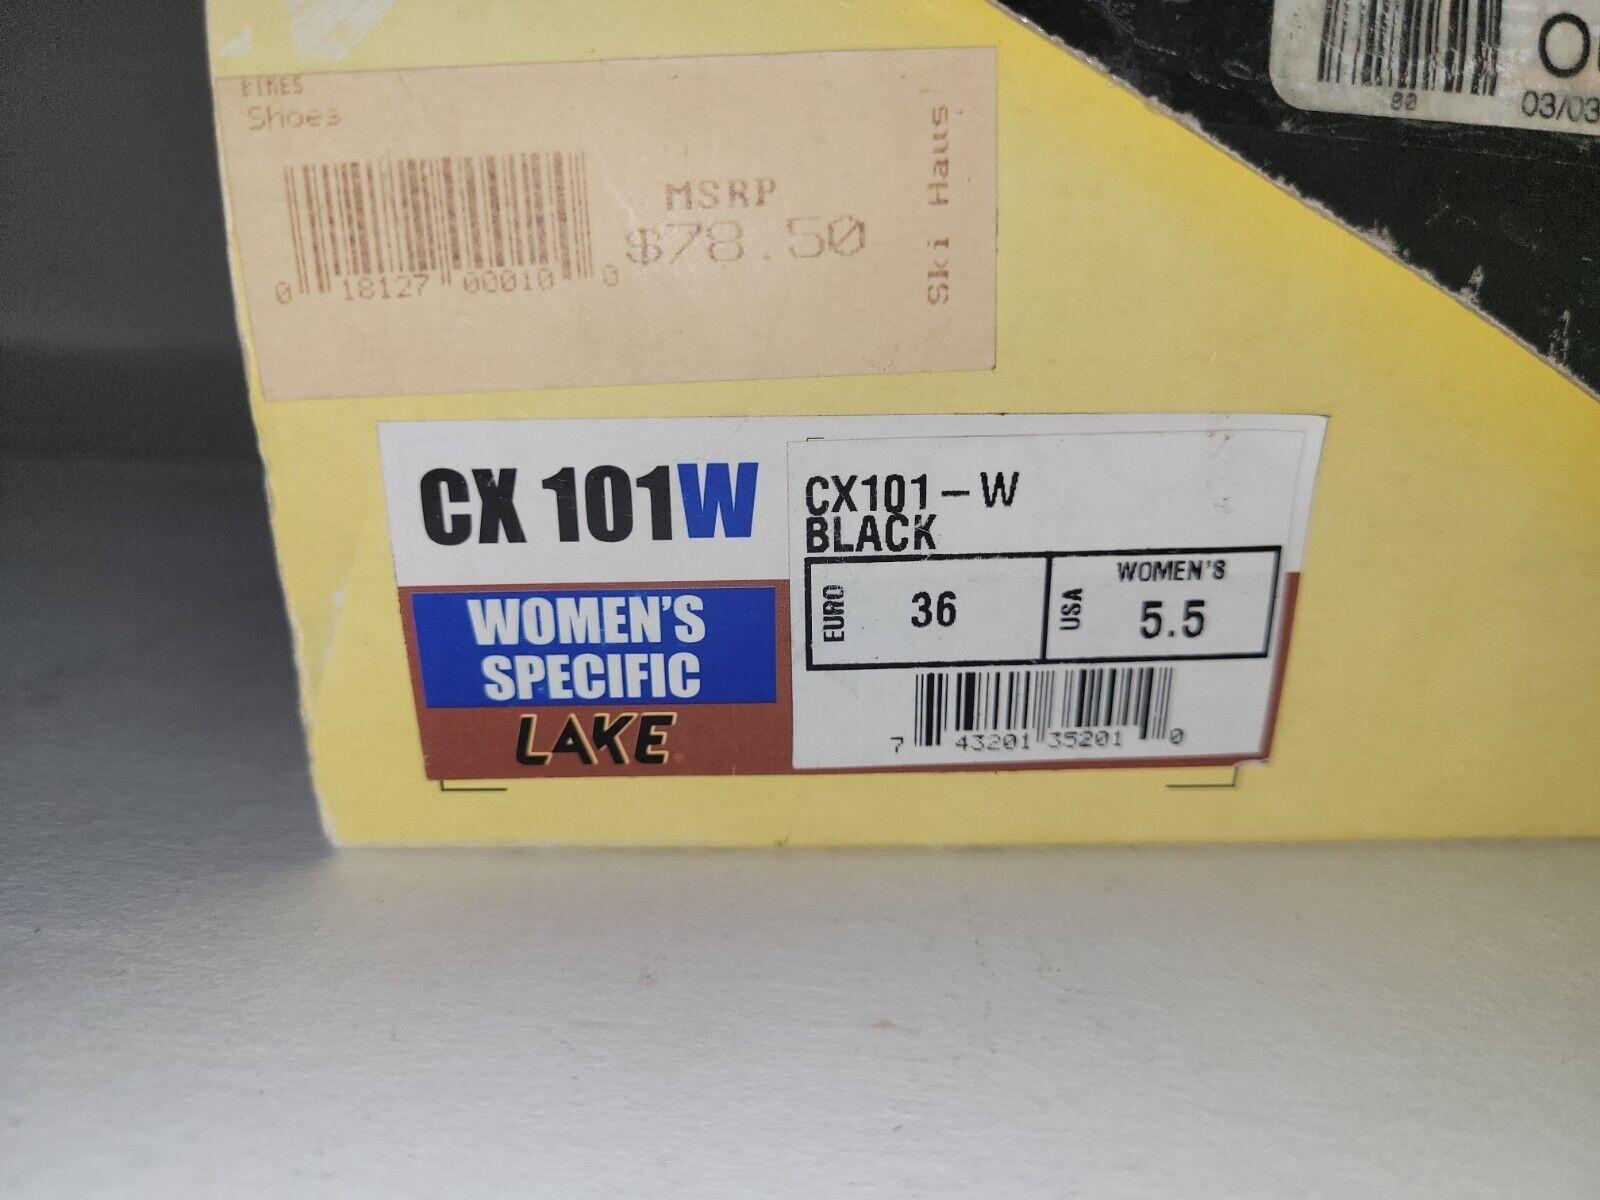 Shoes
MSRP
$78.50
0 18127 00010 0
Ski Haus
80
03/03
CX 101W
WOMEN'S
SPECIFIC
LAKE
CX101-W
BLACK
EURO
36
USA
WOMEN'S
5.5
7 43201 35201 0